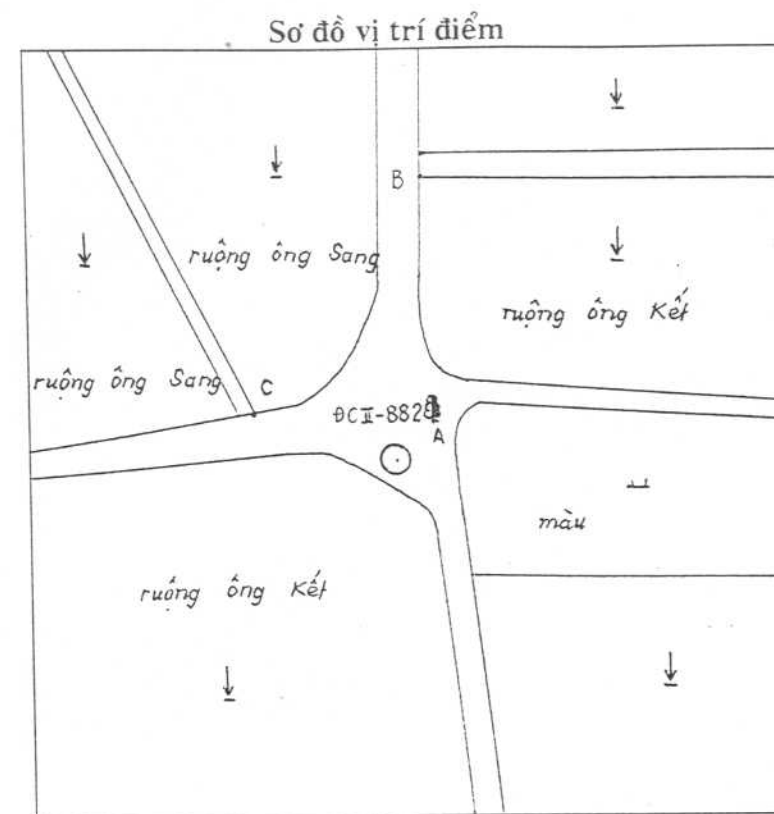 Sơ đồ vị trí điểm
B
ruộng ông Sang
ruộng ông Kết
ruộng ông Sang
C
ĐCII-8828
A
màu
ruộng ông Kết